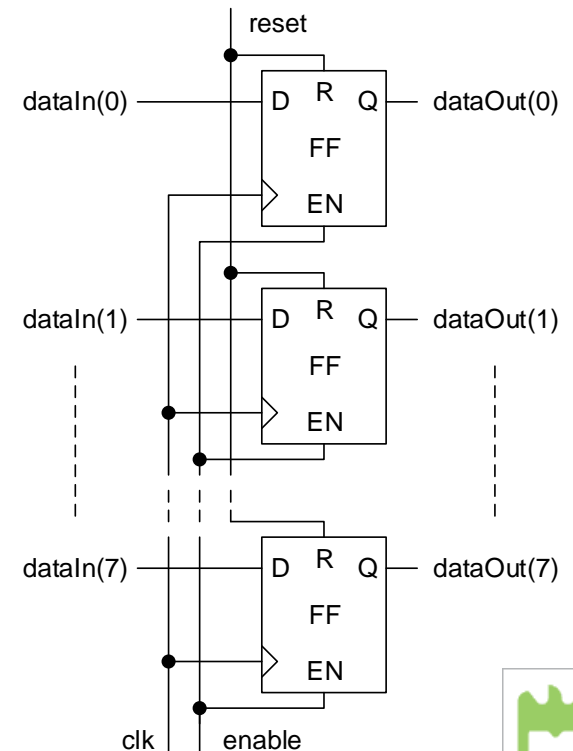 reset
dataIn(0) D R Q dataOut(0)
FF
EN
dataIn(1) D R Q dataOut(1)
FF
EN
dataIn(7) D R Q dataOut(7)
FF
EN
clk enable